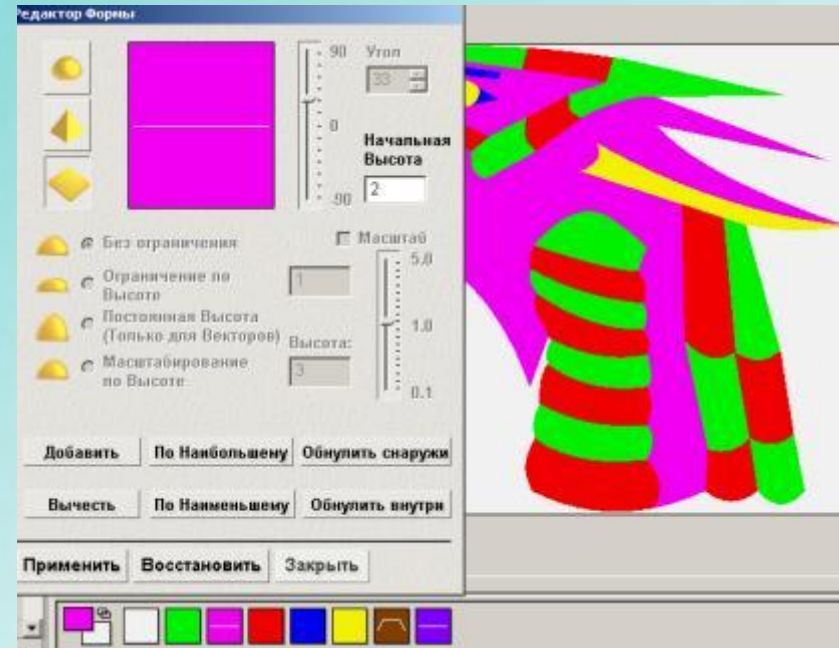 Редактор Формы
90
Угол
33
0
Начальная
Высота
2
90
Без ограничения
Масштаб
5.0
Ограничение по
Высоте
1
Постоянная Высота
(Только для Векторов)
1.0
Высота:
Масштабирование
по Высоте
3
0.1
Добавить
По Наибольшему
Обнулить снаружи
Вычесть
По Наименьшему
Обнулить внутри
Применить
Восстановить
Закрыть